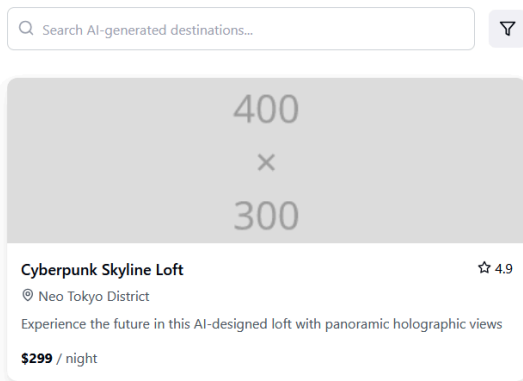 Search AI-generated destinations...
400
×
300
Cyberpunk Skyline Loft
4.9
Neo Tokyo District
Experience the future in this AI-designed loft with panoramic holographic views
$299 / night